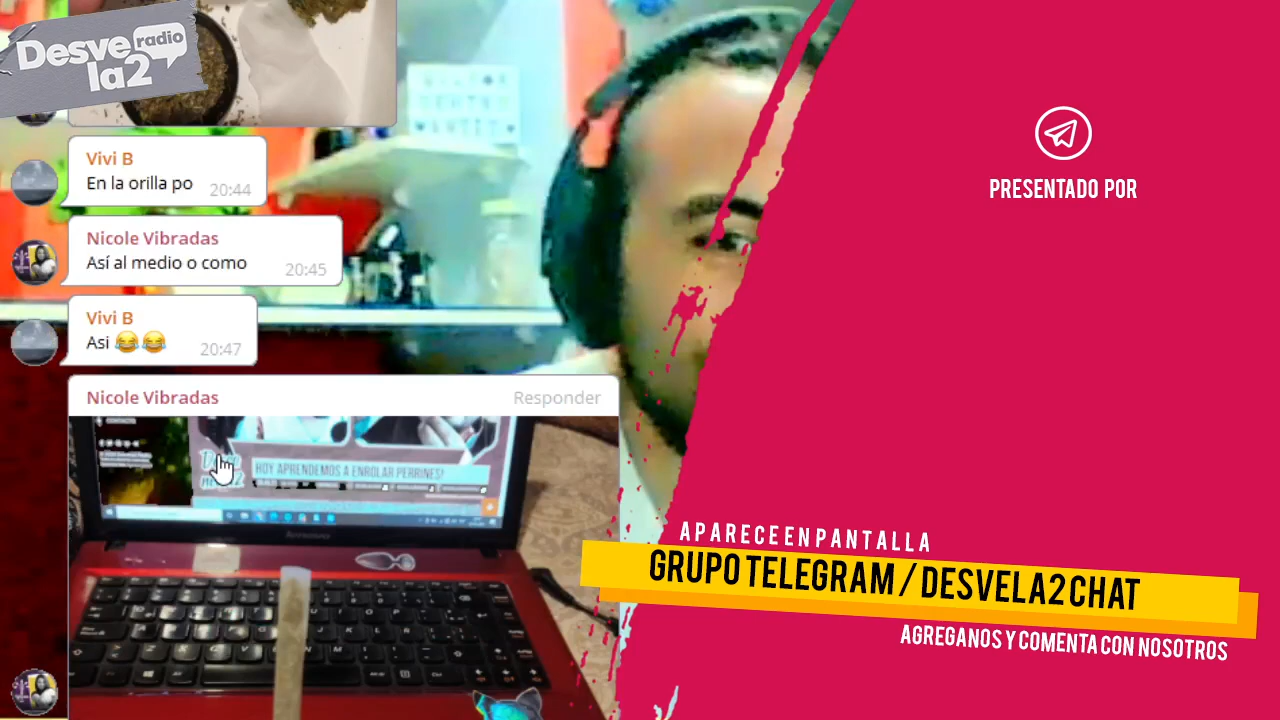 Desve
radio
la2
Vivi B
En la orilla po 20:44
Nicole Vibradas
Así al medio o como 20:45
Vivi B
Asi 😂😂 20:47
Nicole Vibradas Responder
HOY APRENDEMOS A ENROLAR PERRINES!
PRESENTADO POR
APARECE EN PANTALLA
GRUPO TELEGRAM / DESVELA2 CHAT
AGREGANOS Y COMENTA CON NOSOTROS